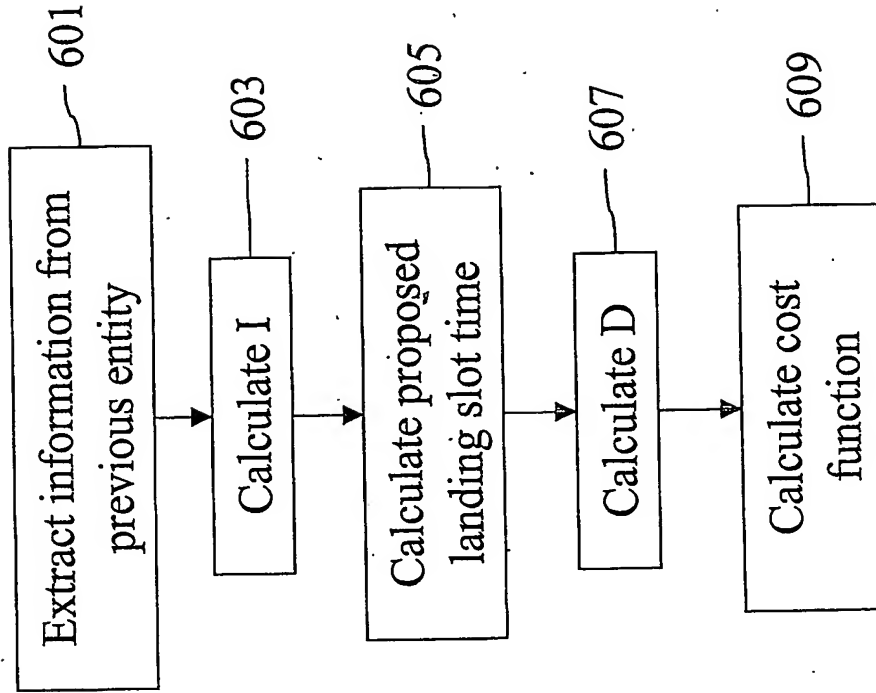 Extract information from
previous entity
601
Calculate I
603
Calculate proposed
landing slot time
605
Calculate D
607
Calculate cost
function
609